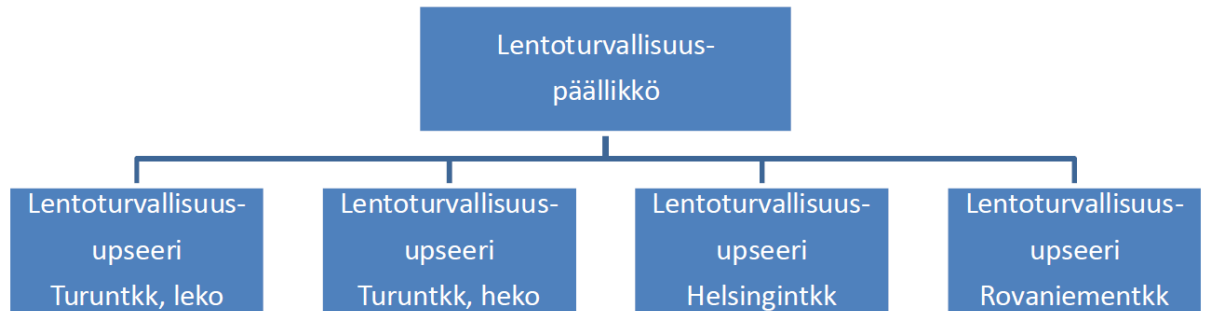 Lentoturvallisuus-
päällikkö
Lentoturvallisuus-
upseeri
Turuntkk, leko
Lentoturvallisuus-
upseeri
Turuntkk, heko
Lentoturvallisuus-
upseeri
Helsingintkk
Lentoturvallisuus-
upseeri
Rovaniementkk